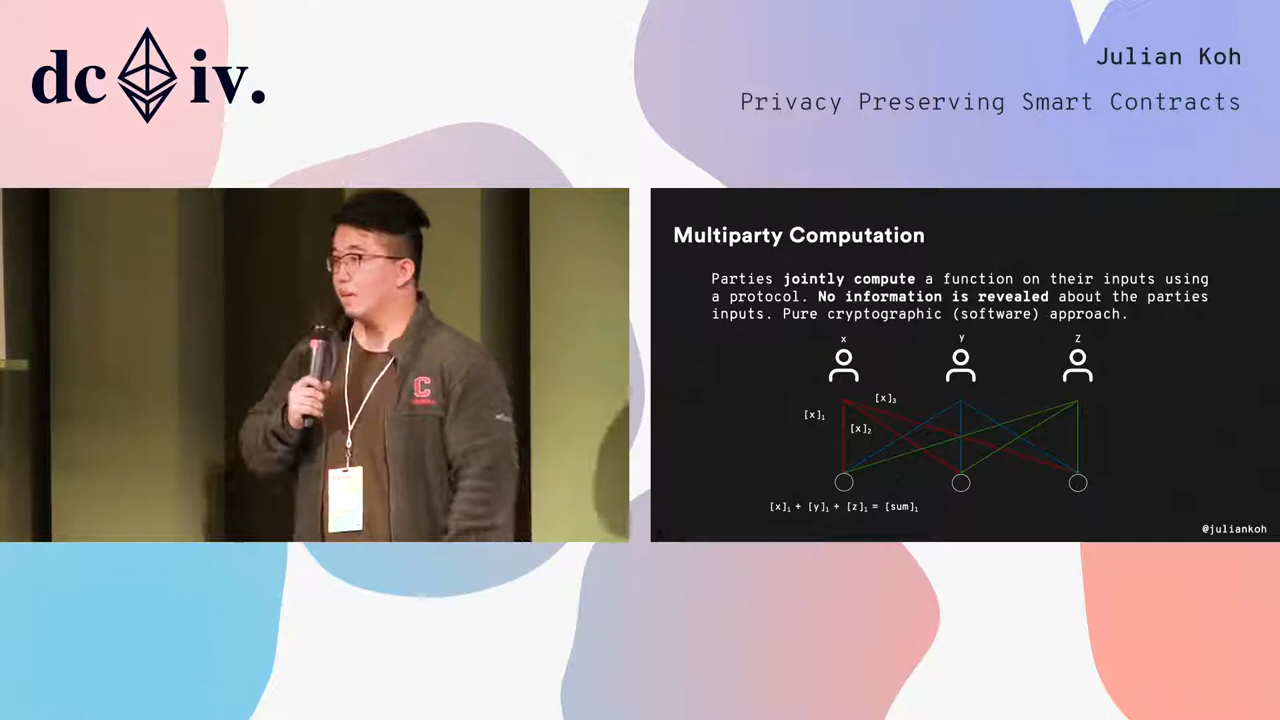 dc iv.
Julian Koh
Privacy Preserving Smart Contracts
C
Multiparty Computation
Parties jointly compute a function on their inputs using
a protocol. No information is revealed about the parties
inputs. Pure cryptographic (software) approach.
x y z
[x]₃
[x]₁
[x]₂
[x]₁ + [y]₁ + [z]₁ = [sum]₁
@juliankoh